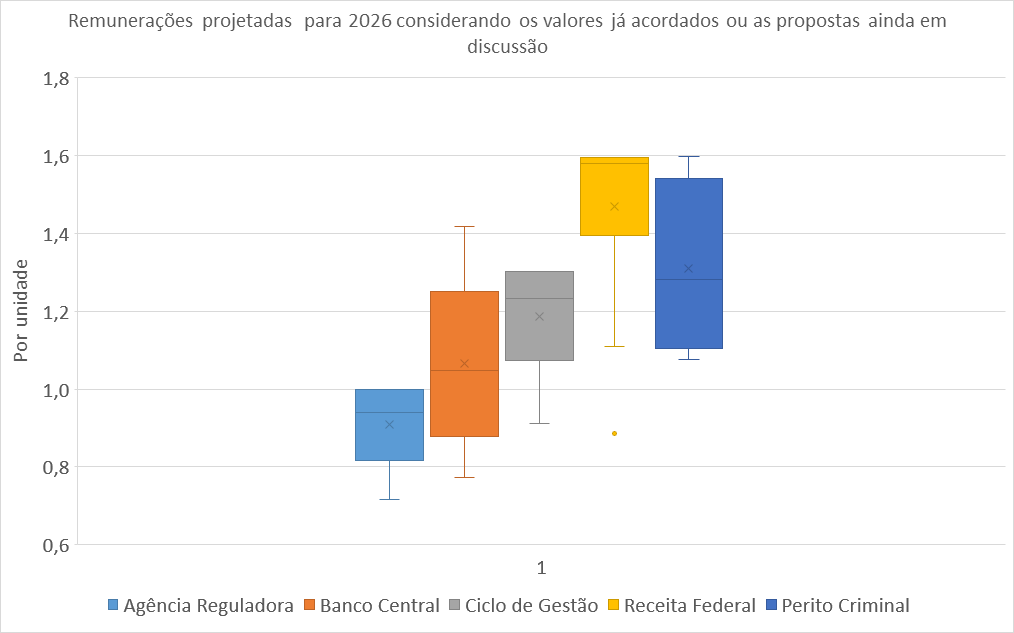 Remunerações projetadas para 2026 considerando os valores já acordados ou as propostas ainda em
discussão
1,8
1,6
1,4
1,2
1,0
0,8
0,6
Por unidade
1
Agência Reguladora Banco Central Ciclo de Gestão Receita Federal Perito Criminal